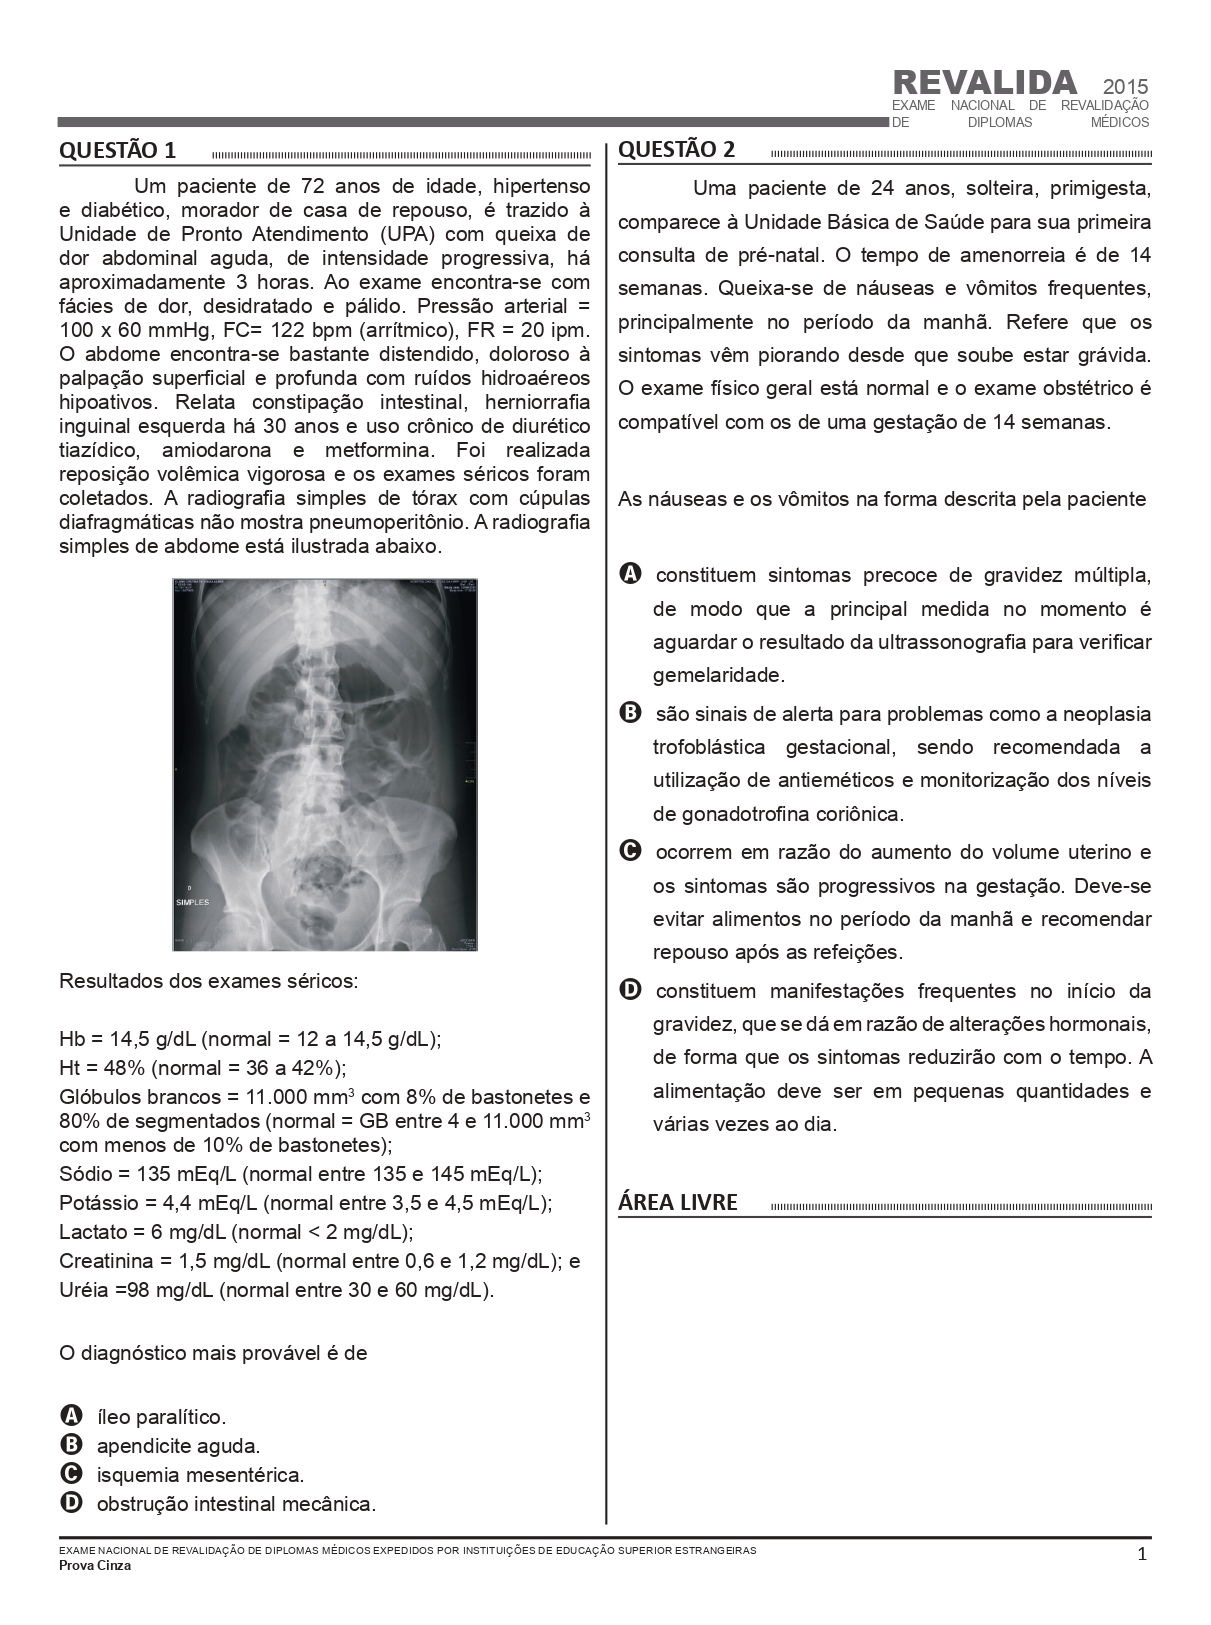 REVALIDA 2015
EXAME NACIONAL DE REVALIDAÇÃO
DE DIPLOMAS MÉDICOS
QUESTÃO 1
Um paciente de 72 anos de idade, hipertenso
e diabético, morador de casa de repouso, é trazido à
Unidade de Pronto Atendimento (UPA) com queixa de
dor abdominal aguda, de intensidade progressiva, há
aproximadamente 3 horas. Ao exame encontra-se com
fácies de dor, desidratado e pálido. Pressão arterial =
100 x 60 mmHg, FC= 122 bpm (arrítmico), FR = 20 ipm.
O abdome encontra-se bastante distendido, doloroso à
palpação superficial e profunda com ruídos hidroaéreos
hipoativos. Relata constipação intestinal, herniorrafia
inguinal esquerda há 30 anos e uso crônico de diurético
tiazídico, amiodarona e metformina. Foi realizada
reposição volêmica vigorosa e os exames séricos foram
coletados. A radiografia simples de tórax com cúpulas
diafragmáticas não mostra pneumoperitônio. A radiografia
simples de abdome está ilustrada abaixo.
D
SIMPLES
Resultados dos exames séricos:
Hb = 14,5 g/dL (normal = 12 a 14,5 g/dL);
Ht = 48% (normal = 36 a 42%);
Glóbulos brancos = 11.000 mm³ com 8% de bastonetes e
80% de segmentados (normal = GB entre 4 e 11.000 mm³
com menos de 10% de bastonetes);
Sódio = 135 mEq/L (normal entre 135 e 145 mEq/L);
Potássio = 4,4 mEq/L (normal entre 3,5 e 4,5 mEq/L);
Lactato = 6 mg/dL (normal < 2 mg/dL);
Creatinina = 1,5 mg/dL (normal entre 0,6 e 1,2 mg/dL); e
Uréia =98 mg/dL (normal entre 30 e 60 mg/dL).
O diagnóstico mais provável é de
A íleo paralítico.
B apendicite aguda.
C isquemia mesentérica.
D obstrução intestinal mecânica.
QUESTÃO 2
Uma paciente de 24 anos, solteira, primigesta,
comparece à Unidade Básica de Saúde para sua primeira
consulta de pré-natal. O tempo de amenorreia é de 14
semanas. Queixa-se de náuseas e vômitos frequentes,
principalmente no período da manhã. Refere que os
sintomas vêm piorando desde que soube estar grávida.
O exame físico geral está normal e o exame obstétrico é
compatível com os de uma gestação de 14 semanas.
As náuseas e os vômitos na forma descrita pela paciente
A constituem sintomas precoce de gravidez múltipla,
de modo que a principal medida no momento é
aguardar o resultado da ultrassonografia para verificar
gemelaridade.
B são sinais de alerta para problemas como a neoplasia
trofoblástica gestacional, sendo recomendada a
utilização de antieméticos e monitorização dos níveis
de gonadotrofina coriônica.
C ocorrem em razão do aumento do volume uterino e
os sintomas são progressivos na gestação. Deve-se
evitar alimentos no período da manhã e recomendar
repouso após as refeições.
D constituem manifestações frequentes no início da
gravidez, que se dá em razão de alterações hormonais,
de forma que os sintomas reduzirão com o tempo. A
alimentação deve ser em pequenas quantidades e
várias vezes ao dia.
ÁREA LIVRE
EXAME NACIONAL DE REVALIDAÇÃO DE DIPLOMAS MÉDICOS EXPEDIDOS POR INSTITUIÇÕES DE EDUCAÇÃO SUPERIOR ESTRANGEIRAS
Prova Cinza
1